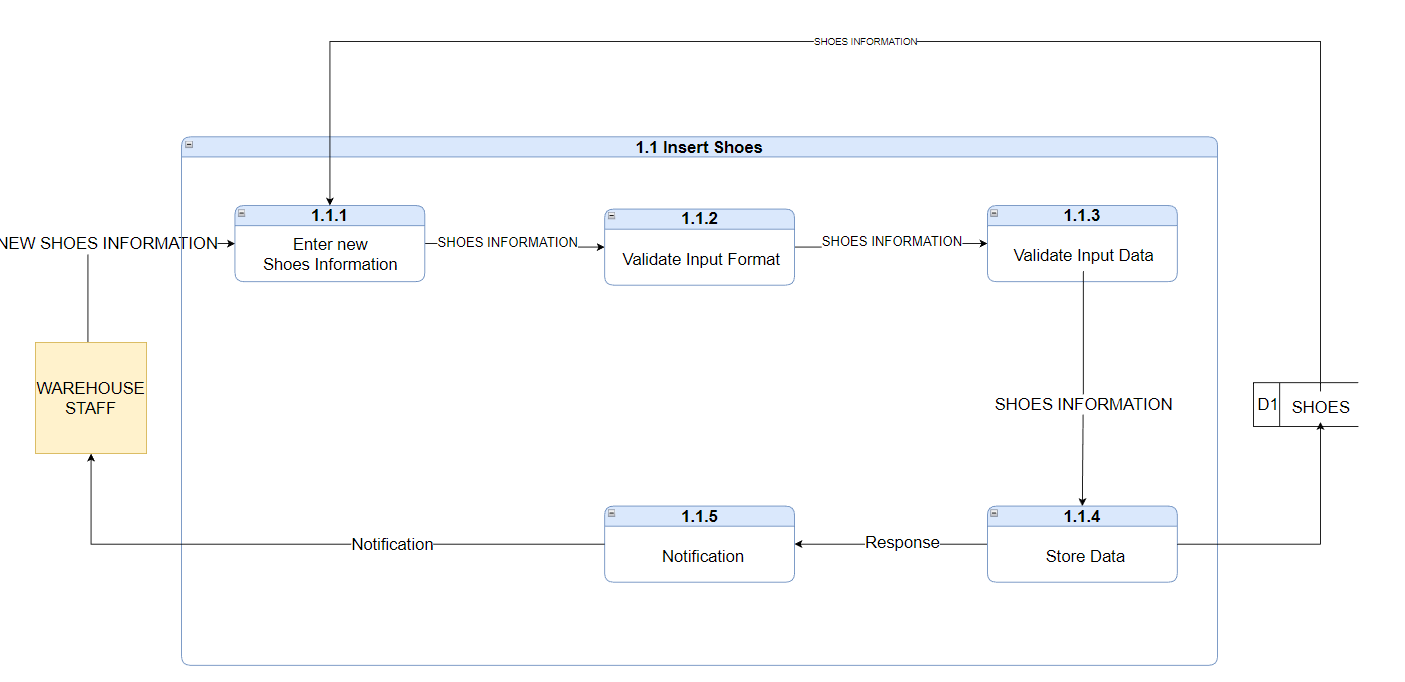 SHOES INFORMATION
1.1 Insert Shoes
1.1.1
Enter new
Shoes Information
1.1.2
Validate Input Format
1.1.3
Validate Input Data
NEW SHOES INFORMATION
SHOES INFORMATION
SHOES INFORMATION
WAREHOUSE
STAFF
SHOES INFORMATION
D1
SHOES
1.1.5
Notification
1.1.4
Store Data
Notification
Response